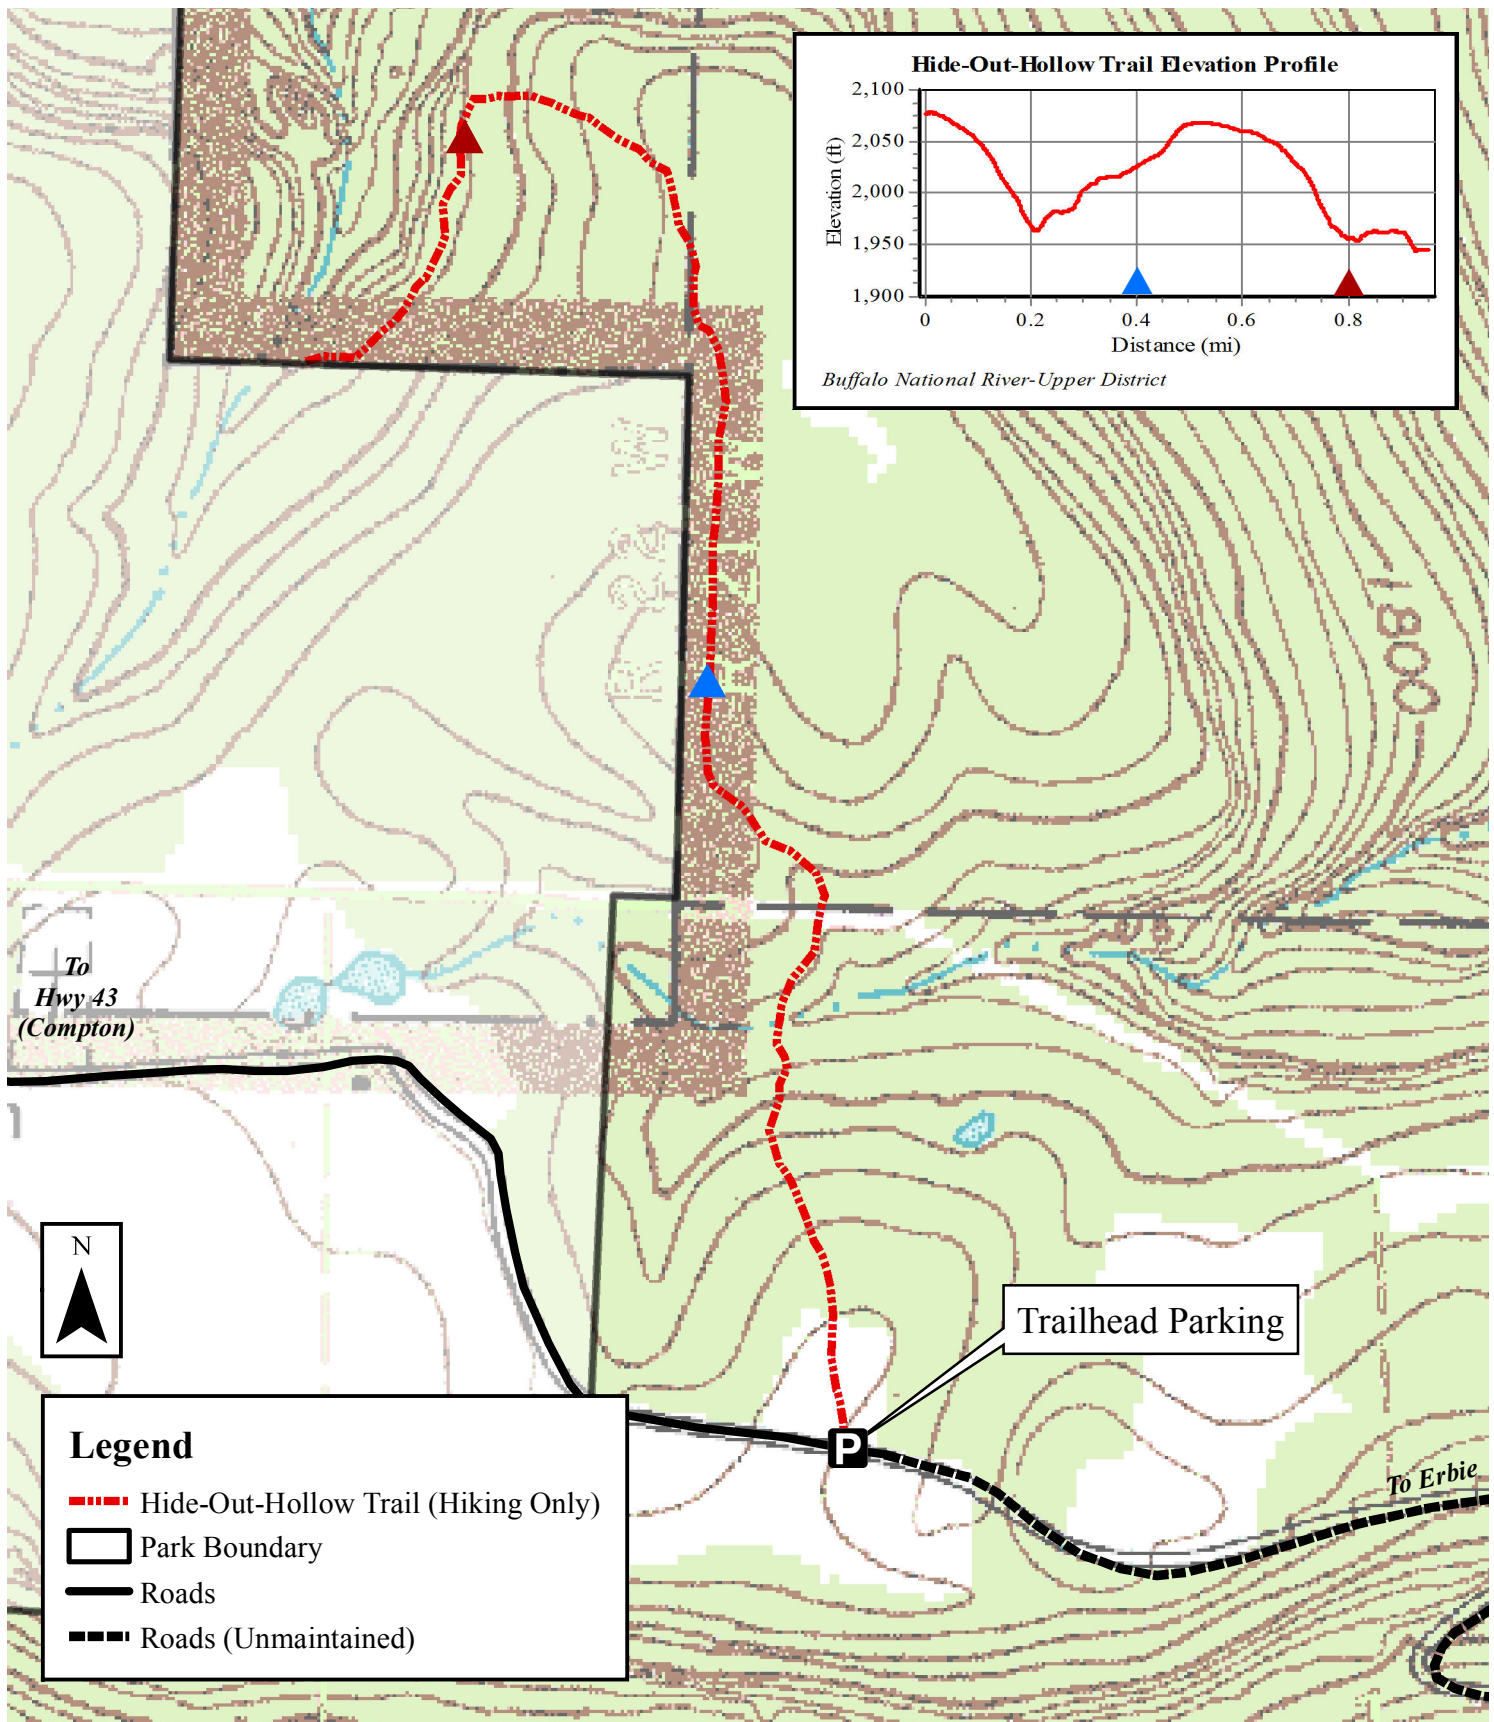 Hide-Out-Hollow Trail Elevation Profile
2,100
2,050
2,000
1,950
1,900
Elevation (ft)
0 0.2 0.4 0.6 0.8
Distance (mi)
Buffalo National River-Upper District
R 22 W
1800
To
Hwy 43
(Compton)
N
Trailhead Parking
P
To Erbie
Legend
Hide-Out-Hollow Trail (Hiking Only)
Park Boundary
Roads
Roads (Unmaintained)